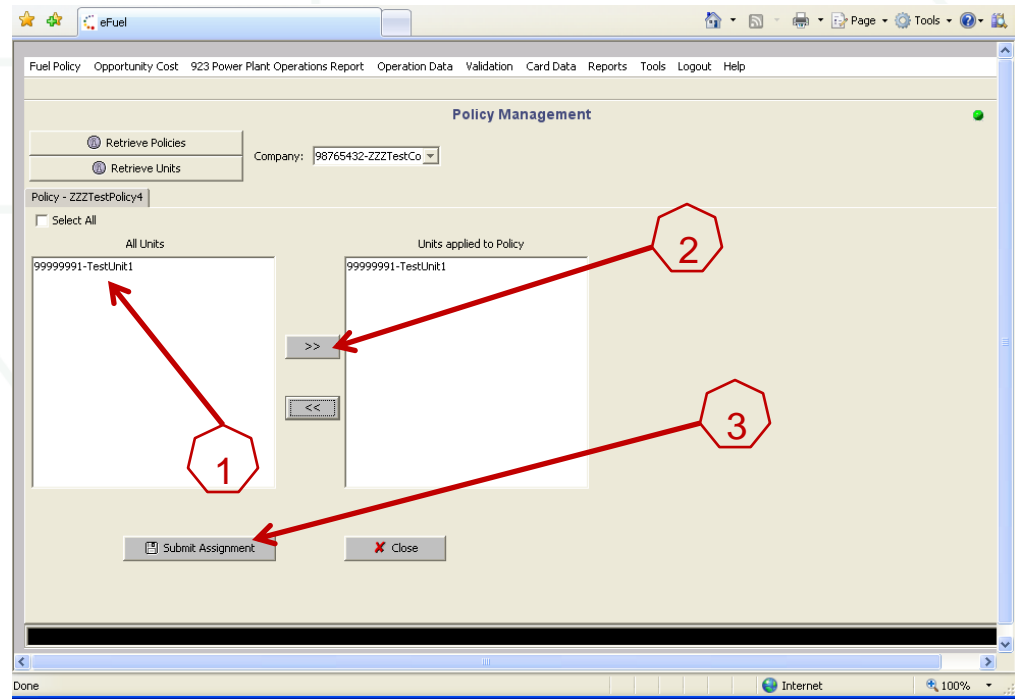 eFuel
Page Tools
Fuel Policy Opportunity Cost 923 Power Plant Operations Report Operation Data Validation Card Data Reports Tools Logout Help
Policy Management
Retrieve Policies
Company: 98765432-ZZZTestCo
Retrieve Units
Policy - ZZZTestPolicy4
Select All
All Units Units applied to Policy
99999991-TestUnit1 99999991-TestUnit1
2
>>
<<
3
1
Submit Assignment Close
Done Internet 100%